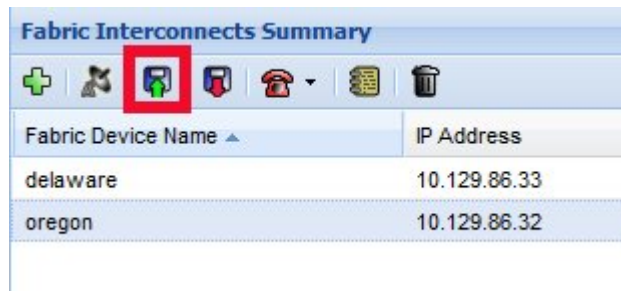 Fabric Interconnects Summary
Fabric Device Name IP Address
delaware 10.129.86.33
oregon 10.129.86.32